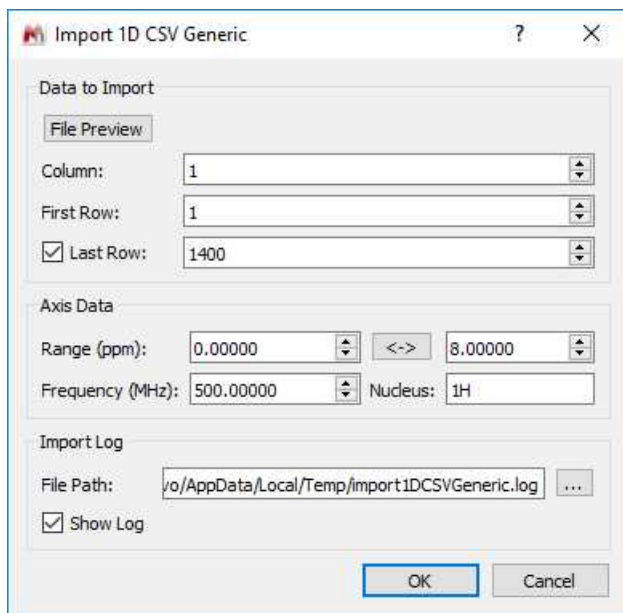 Import 1D CSV Generic ?
Data to Import
File Preview
Column: 1
First Row: 1
Last Row: 1400
Axis Data
Range (ppm): 0.00000 <-> 8.00000
Frequency (MHz): 500.00000 Nucleus: 1H
Import Log
File Path: vo/AppData/Local/Temp/import1DCSVGeneric.log ...
Show Log
OK Cancel